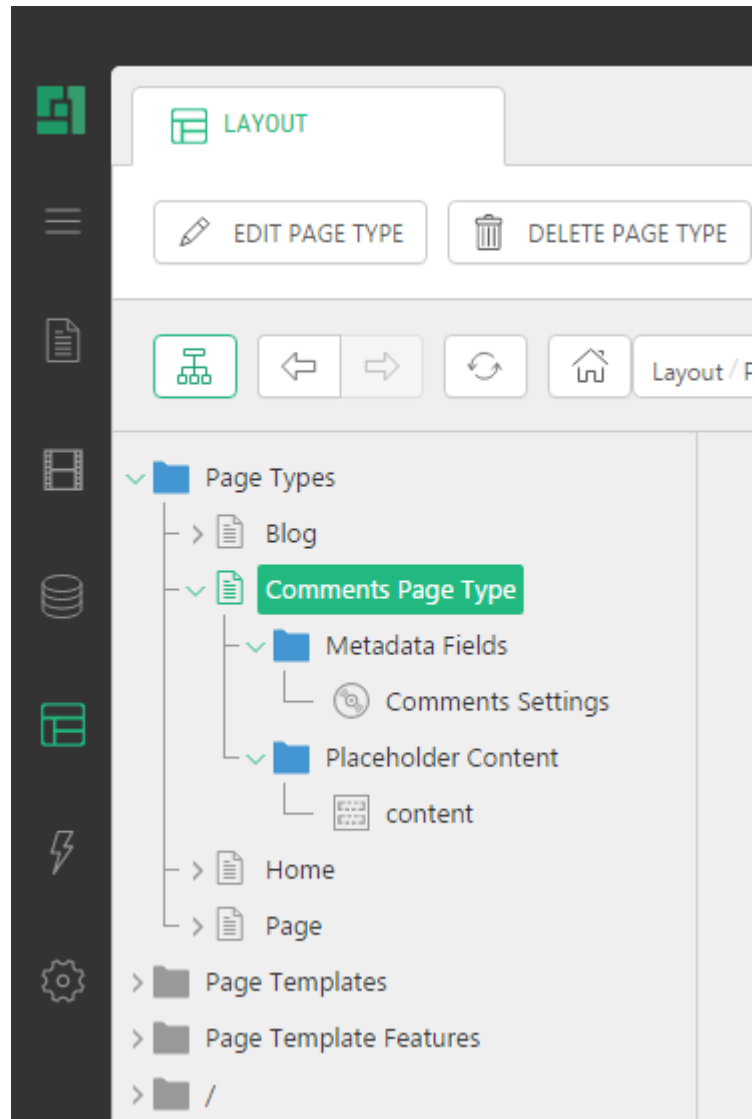 LAYOUT
EDIT PAGE TYPE DELETE PAGE TYPE
Layout /
Page Types
Blog
Comments Page Type
Metadata Fields
Comments Settings
Placeholder Content
content
Home
Page
Page Templates
Page Template Features
/